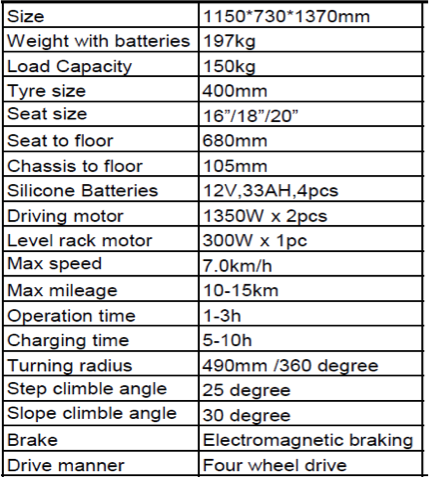 Size 1150*730*1370mm
Weight with batteries 197kg
Load Capacity 150kg
Tyre size 400mm
Seat size 16”/18”/20”
Seat to floor 680mm
Chassis to floor 105mm
Silicone Batteries 12V,33AH,4pcs
Driving motor 1350W x 2pcs
Level rack motor 300W x 1pc
Max speed 7.0km/h
Max mileage 10-15km
Operation time 1-3h
Charging time 5-10h
Turning radius 490mm /360 degree
Step climble angle 25 degree
Slope climble angle 30 degree
Brake Electromagnetic braking
Drive manner Four wheel drive